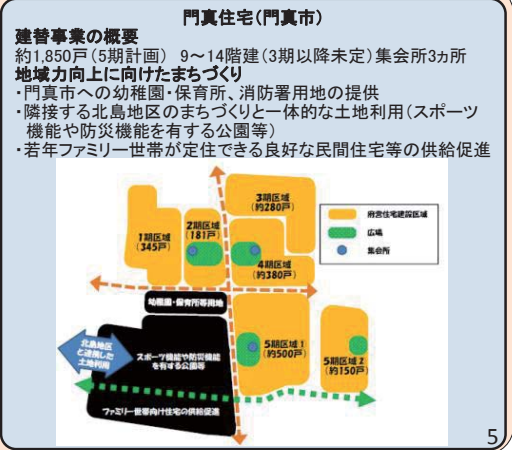 門真住宅(門真市)
建替事業の概要
約1,850戸(5期計画) 9～14階建(3期以降未定)集会所3ヵ所
地域力向上に向けたまちづくり
・門真市への幼稚園・保育所、消防署用地の提供
・隣接する北島地区のまちづくりと一体的な土地利用(スポーツ
機能や防災機能を有する公園等)
・若年ファミリー世帯が定住できる良好な民間住宅等の供給促進
3期区域
(約280戸)
府営住宅建設区域
広場
集会所
2期区域
(181戸)
1期区域
(345戸)
4期区域
(約380戸)
幼稚園・保育所等用地
北島地区
と連携した
土地利用
スポーツ機能や防災機能
を有する公園等
5期区域1
(約500戸)
5期区域2
(約150戸)
ファミリー世帯向け住宅の供給促進
5